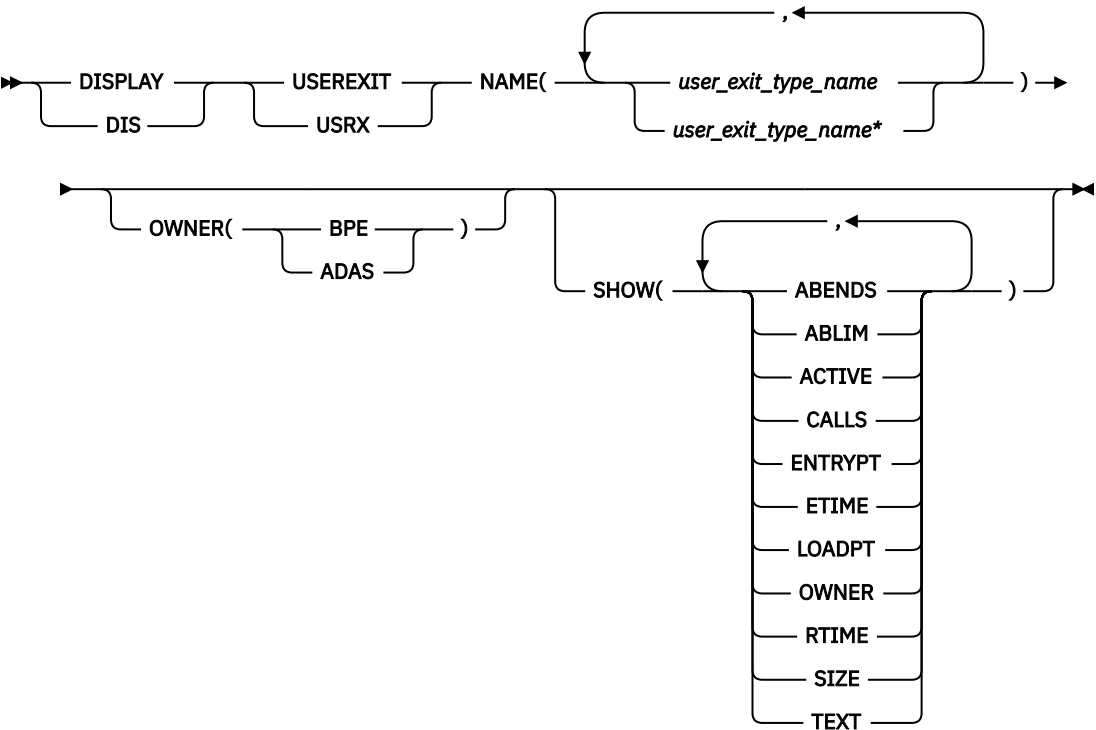 ,
DISPLAY USEREXIT NAME( user_exit_type_name )
DIS USRX user_exit_type_name*
OWNER( BPE )
ADAS
,
SHOW( ABENDS )
ABLIM
ACTIVE
CALLS
ENTRYPT
ETIME
LOADPT
OWNER
RTIME
SIZE
TEXT